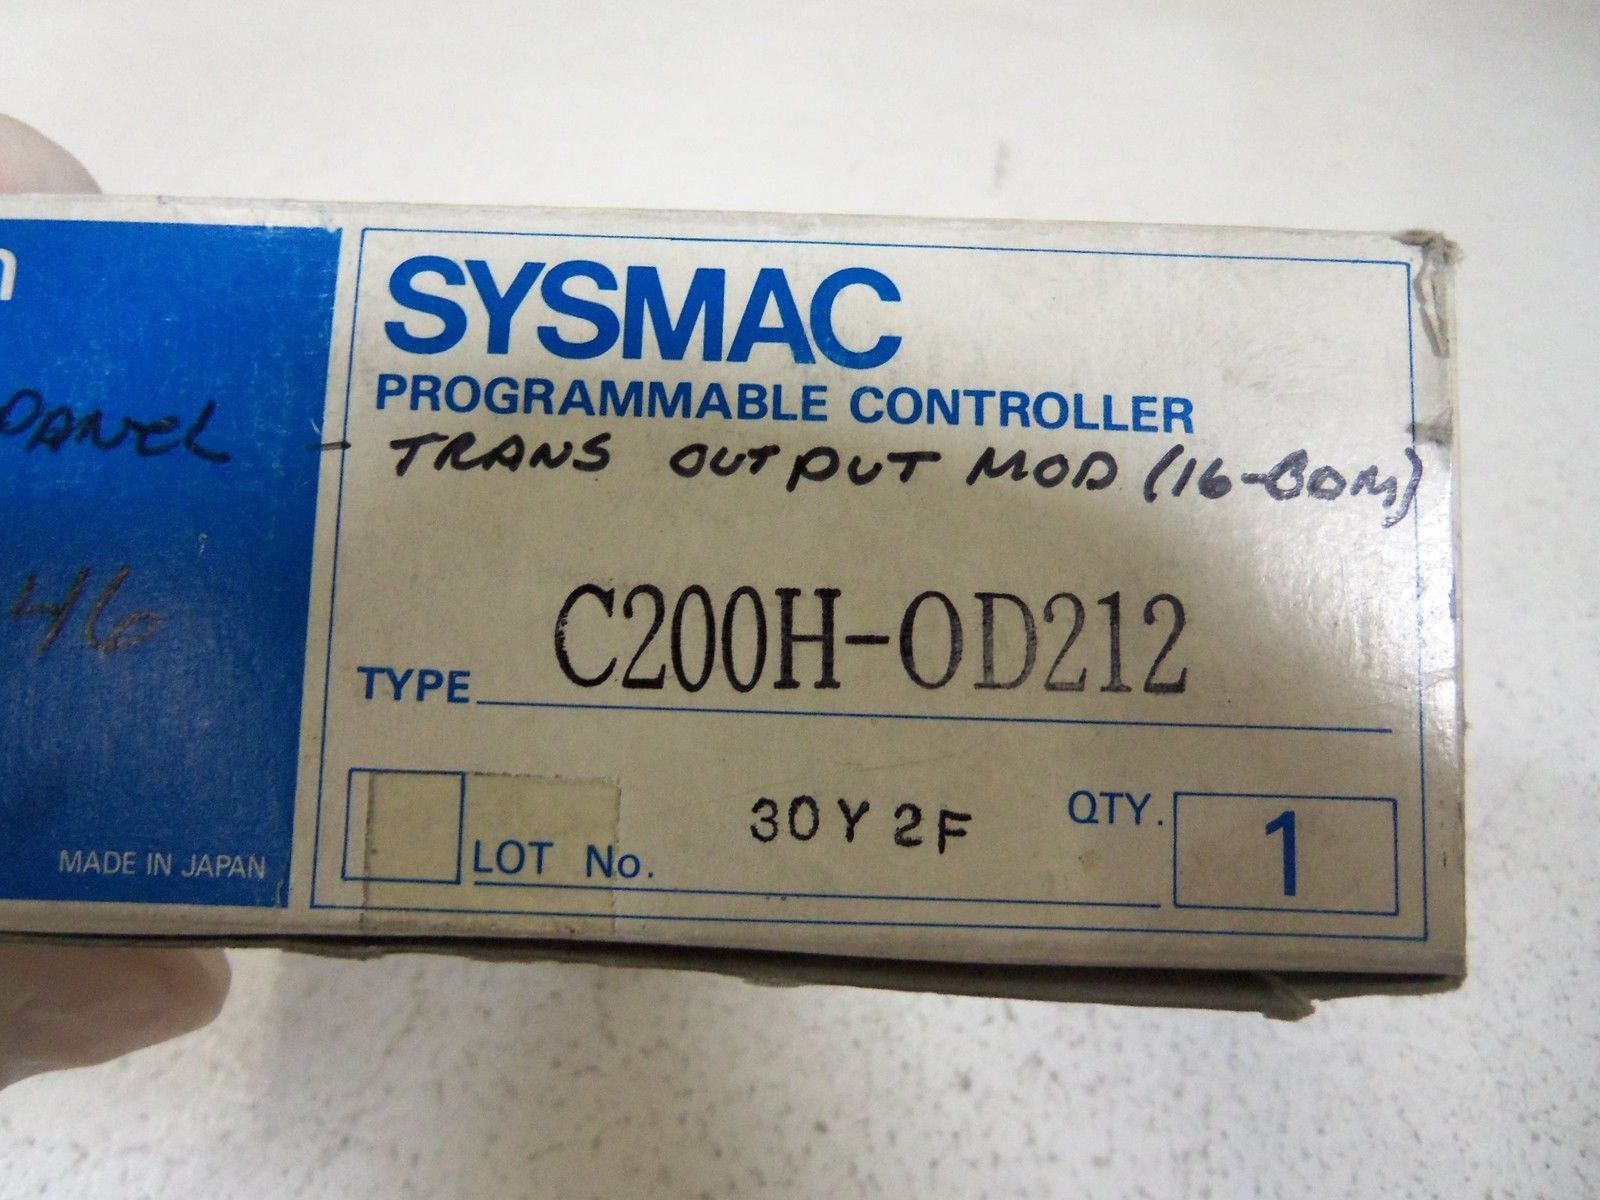 SYSMAC
PROGRAMMABLE CONTROLLER
PANEL - TRANS OUTPUT MOD (16-COM)
46
TYPE C200H-OD212
LOT No. 30Y2F
QTY. 1
MADE IN JAPAN